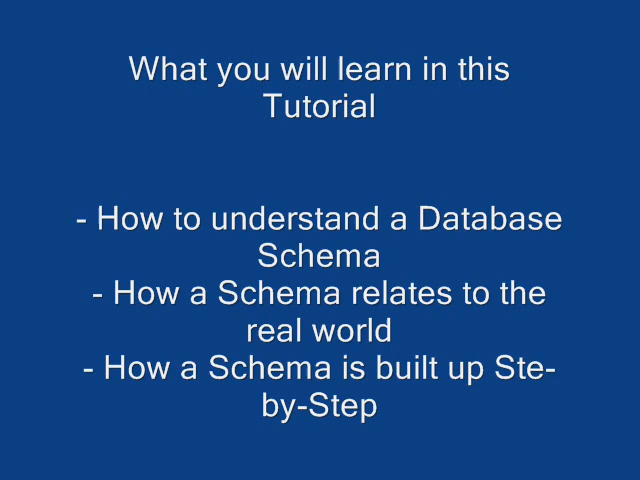 What you will learn in this
Tutorial
- How to understand a Database
Schema
- How a Schema relates to the
real world
- How a Schema is built up Ste-
by-Step